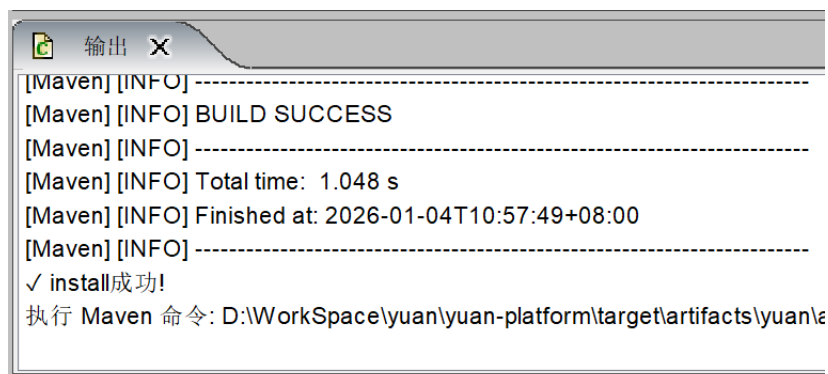 输出
[Maven] [INFO] ------------------------------------------------------------------------
[Maven] [INFO] BUILD SUCCESS
[Maven] [INFO] ------------------------------------------------------------------------
[Maven] [INFO] Total time:  1.048 s
[Maven] [INFO] Finished at: 2026-01-04T10:57:49+08:00
[Maven] [INFO] ------------------------------------------------------------------------
✓ install成功!
执行 Maven 命令: D:\WorkSpace\yuan\yuan-platform\target\artifacts\yuan\a